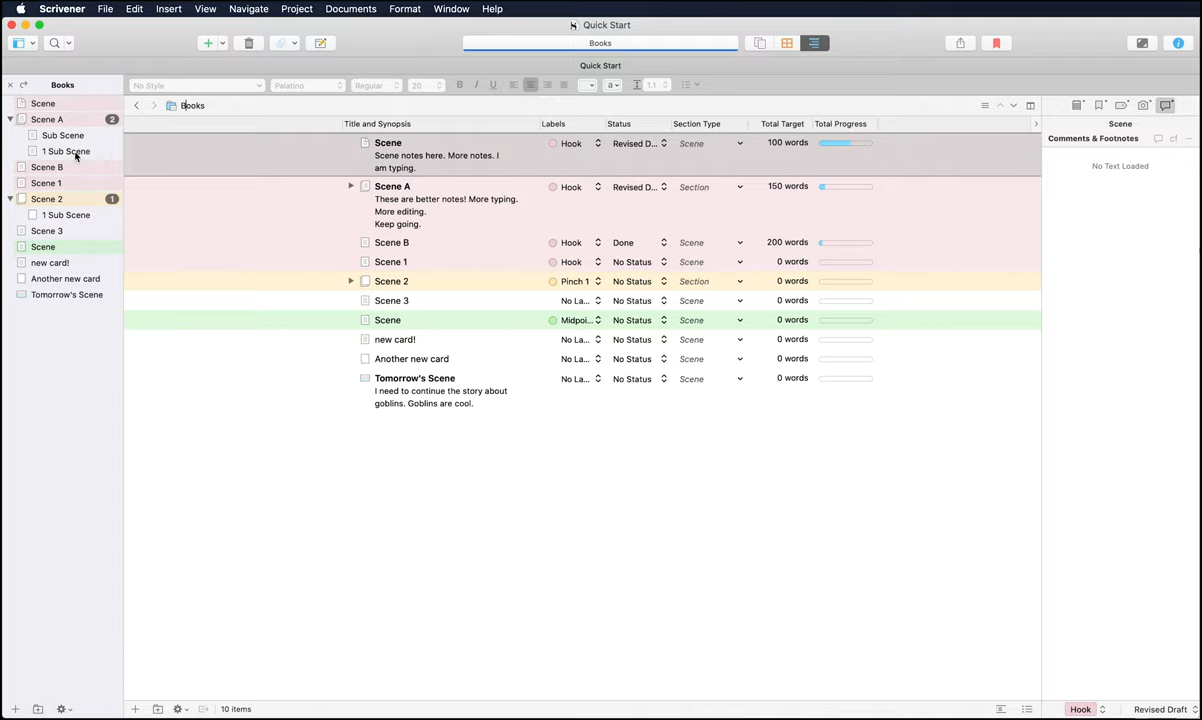 Scrivener File Edit Insert View Navigate Project Documents Format Window Help
Quick Start
Books
Quick Start
Books
No Style Palatino Regular 20 B I U a 1.1
Scene
Scene A 2
Sub Scene
1 Sub Scene
Scene B
Scene 1
Scene 2 1
1 Sub Scene
Scene 3
Scene
new card!
Another new card
Tomorrow's Scene
Books
Title and Synopsis Labels Status Section Type Total Target Total Progress
Scene Hook Revised D... Scene 100 words
Scene notes here. More notes. I
am typing.
Scene A Hook Revised D... Section 150 words
These are better notes! More typing.
More editing.
Keep going.
Scene B Hook Done Scene 200 words
Scene 1 Hook No Status Scene 0 words
Scene 2 Pinch 1 No Status Section 0 words
Scene 3 No La... No Status Scene 0 words
Scene Midpoi... No Status Scene 0 words
new card! No La... No Status Scene 0 words
Another new card No La... No Status Scene 0 words
Tomorrow's Scene No La... No Status Scene 0 words
I need to continue the story about
goblins. Goblins are cool.
10 items
Scene
Comments & Footnotes cf
No Text Loaded
Hook Revised Draft